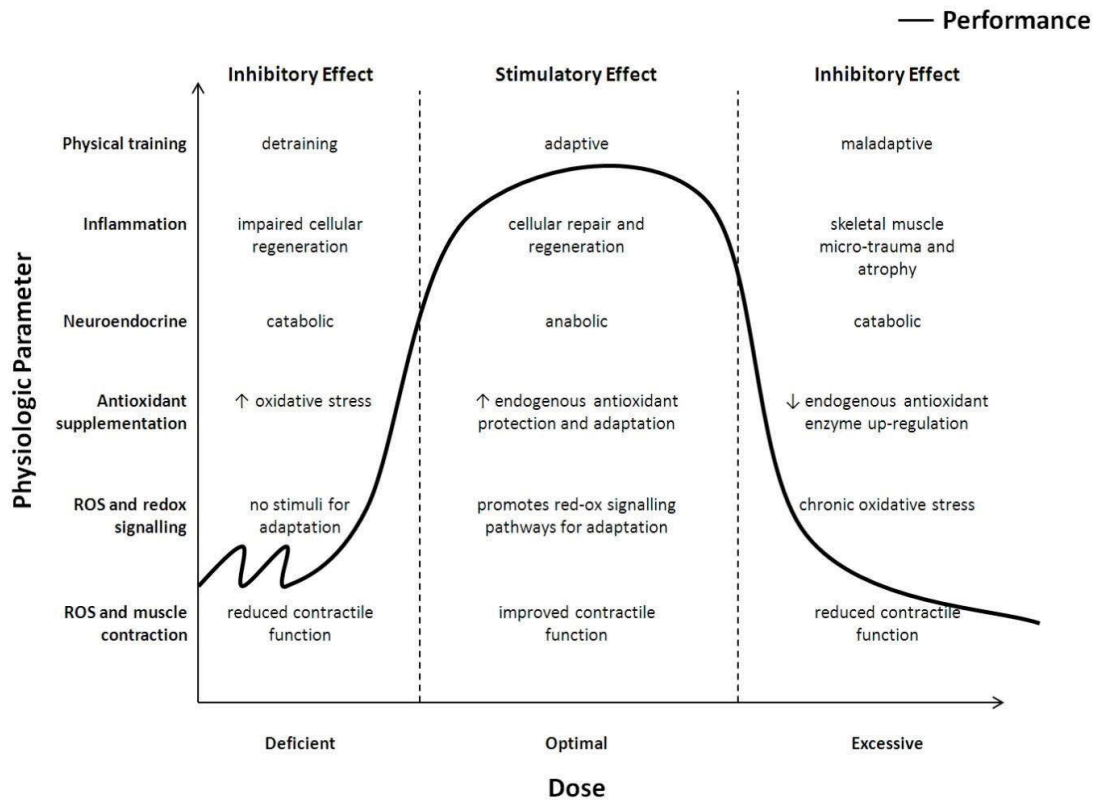 Performance
Inhibitory Effect
Stimulatory Effect
Inhibitory Effect
Physiologic Parameter
Physical training
detraining
adaptive
maladaptive
Inflammation
impaired cellular
regeneration
cellular repair and
regeneration
skeletal muscle
micro-trauma and
atrophy
Neuroendocrine
catabolic
anabolic
catabolic
Antioxidant
supplementation
↑ oxidative stress
↑ endogenous antioxidant
protection and adaptation
↓ endogenous antioxidant
enzyme up-regulation
ROS and redox
signalling
no stimuli for
adaptation
promotes red-ox signalling
pathways for adaptation
chronic oxidative stress
ROS and muscle
contraction
reduced contractile
function
improved contractile
function
reduced contractile
function
Deficient
Optimal
Excessive
Dose